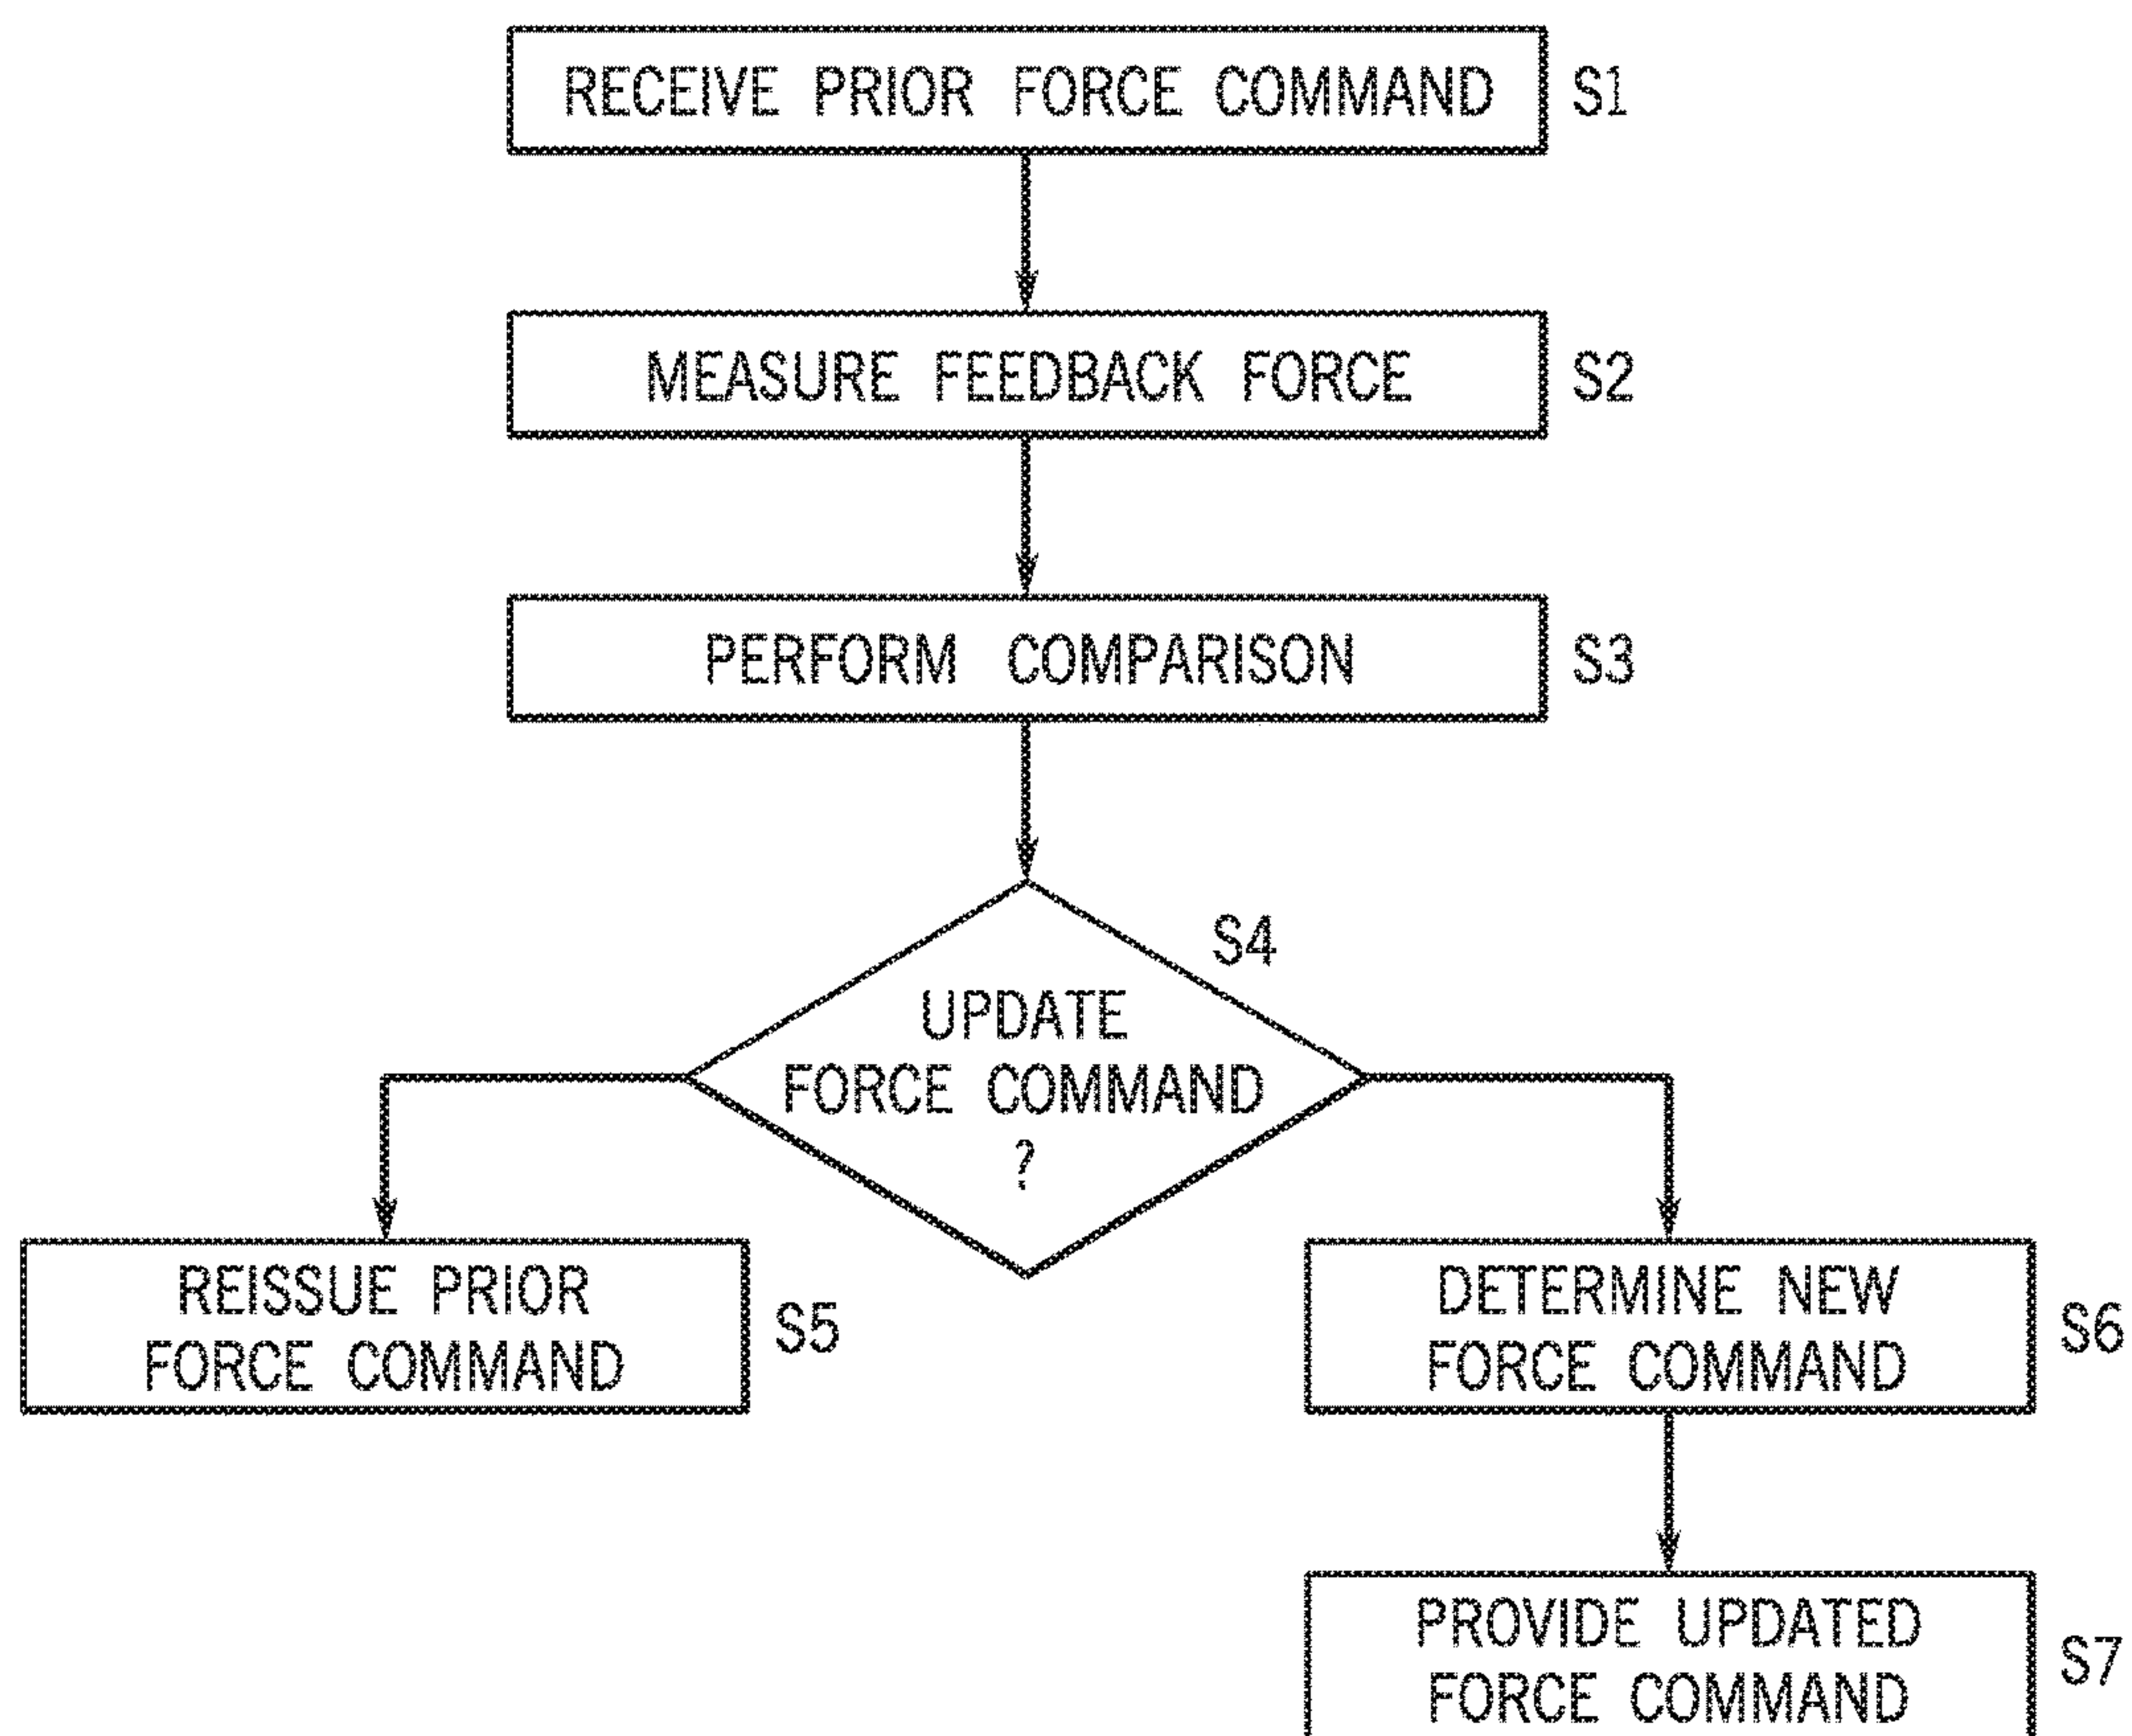 RECEIVE PRIOR FORCE COMMAND S1
MEASURE FEEDBACK FORCE S2
PERFORM COMPARISON S3
S4
UPDATE
FORCE COMMAND
?
REISSUE PRIOR
FORCE COMMAND
S5
DETERMINE NEW
FORCE COMMAND
S6
PROVIDE UPDATED
FORCE COMMAND
S7